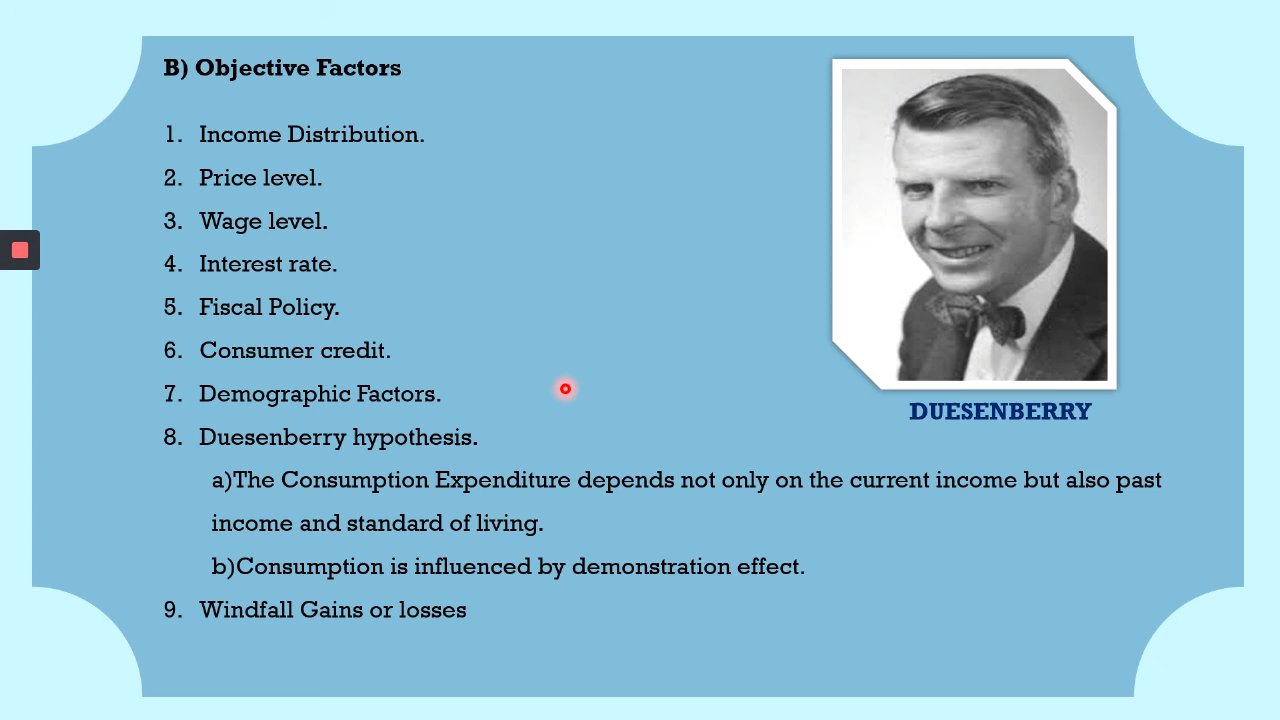 B) Objective Factors
1. Income Distribution.
2. Price level.
3. Wage level.
4. Interest rate.
5. Fiscal Policy.
6. Consumer credit.
7. Demographic Factors.
DUESENBERRY
8. Duesenberry hypothesis.
a)The Consumption Expenditure depends not only on the current income but also past
income and standard of living.
b)Consumption is influenced by demonstration effect.
9. Windfall Gains or losses